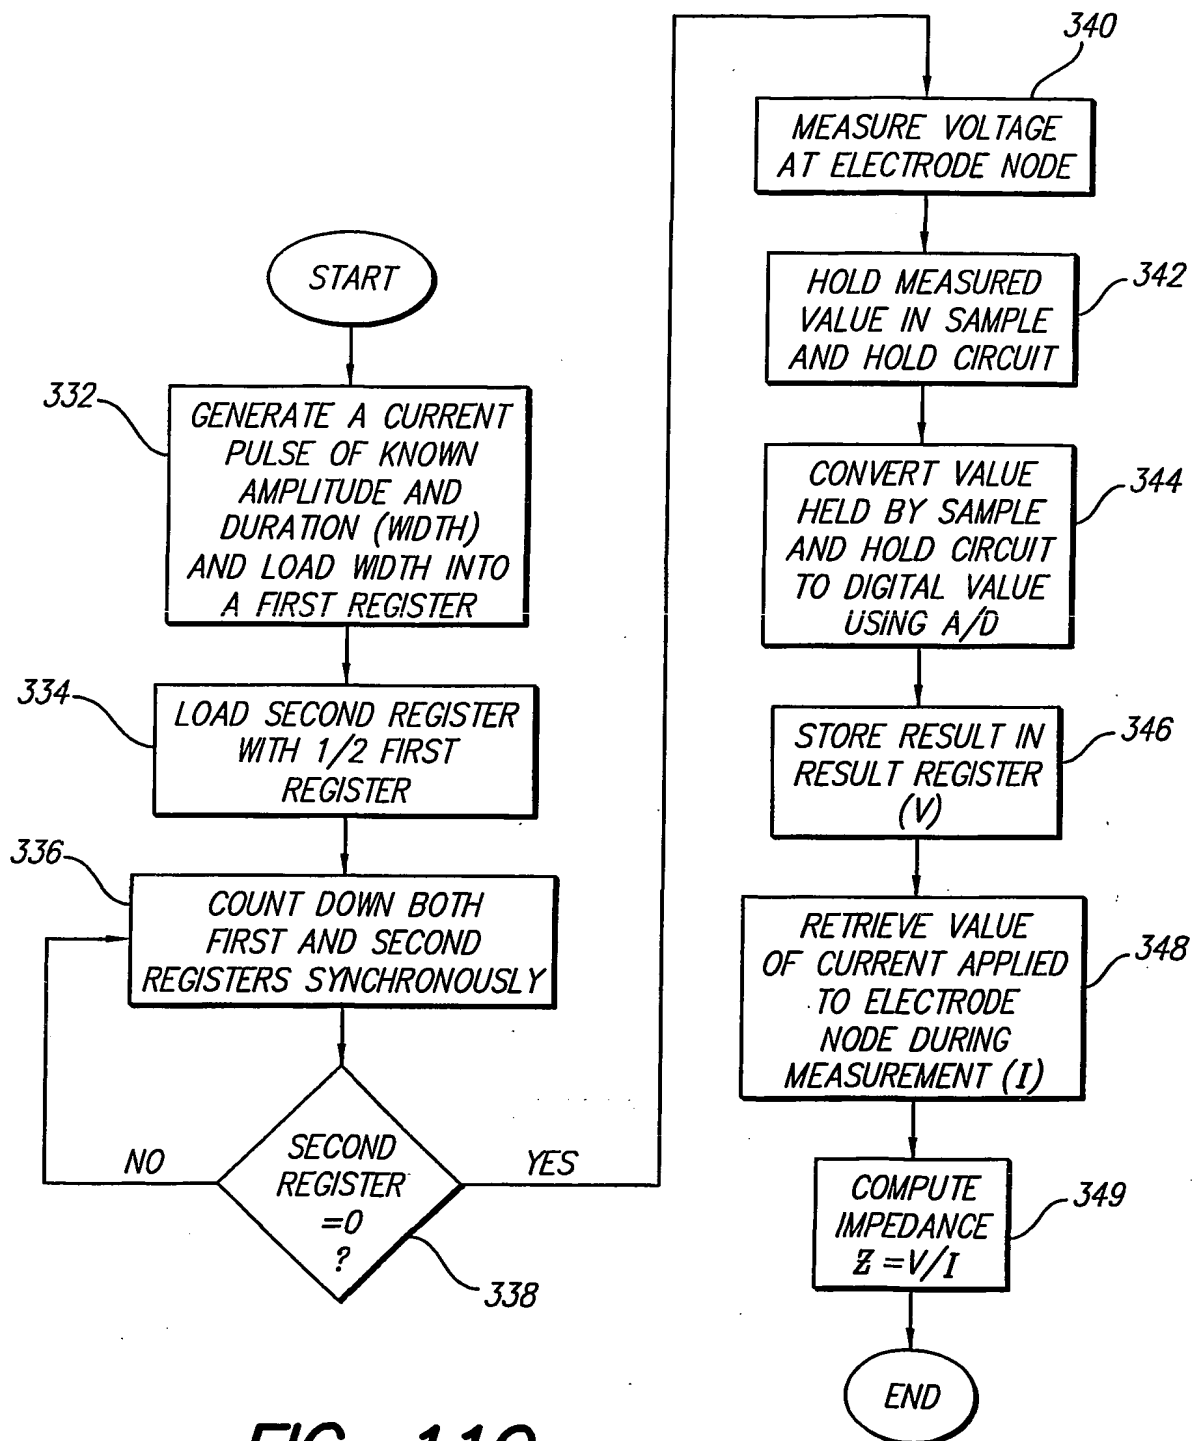 START
332
GENERATE A CURRENT
PULSE OF KNOWN
AMPLITUDE AND
DURATION (WIDTH)
AND LOAD WIDTH INTO
A FIRST REGISTER
334
LOAD SECOND REGISTER
WITH 1/2 FIRST
REGISTER
336
COUNT DOWN BOTH
FIRST AND SECOND
REGISTERS SYNCHRONOUSLY
NO
SECOND
REGISTER
=0
?
YES
338
340
MEASURE VOLTAGE
AT ELECTRODE NODE
342
HOLD MEASURED
VALUE IN SAMPLE
AND HOLD CIRCUIT
344
CONVERT VALUE
HELD BY SAMPLE
AND HOLD CIRCUIT
TO DIGITAL VALUE
USING A/D
346
STORE RESULT IN
RESULT REGISTER
(V)
348
RETRIEVE VALUE
OF CURRENT APPLIED
TO ELECTRODE
NODE DURING
MEASUREMENT (I)
349
COMPUTE
IMPEDANCE
Z=V/I
END